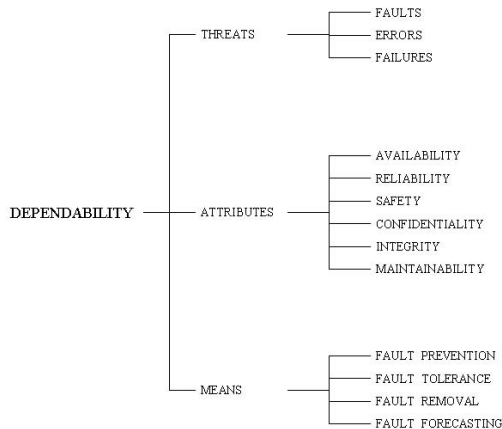 FAULTS
THREATS
ERRORS
FAILURES
AVAILABILITY
RELIABILITY
SAFETY
DEPENDABILITY
ATTRIBUTES
CONFIDENTIALITY
INTEGRITY
MAINTAINABILITY
FAULT PREVENTION
FAULT TOLERANCE
MEANS
FAULT REMOVAL
FAULT FORECASTING